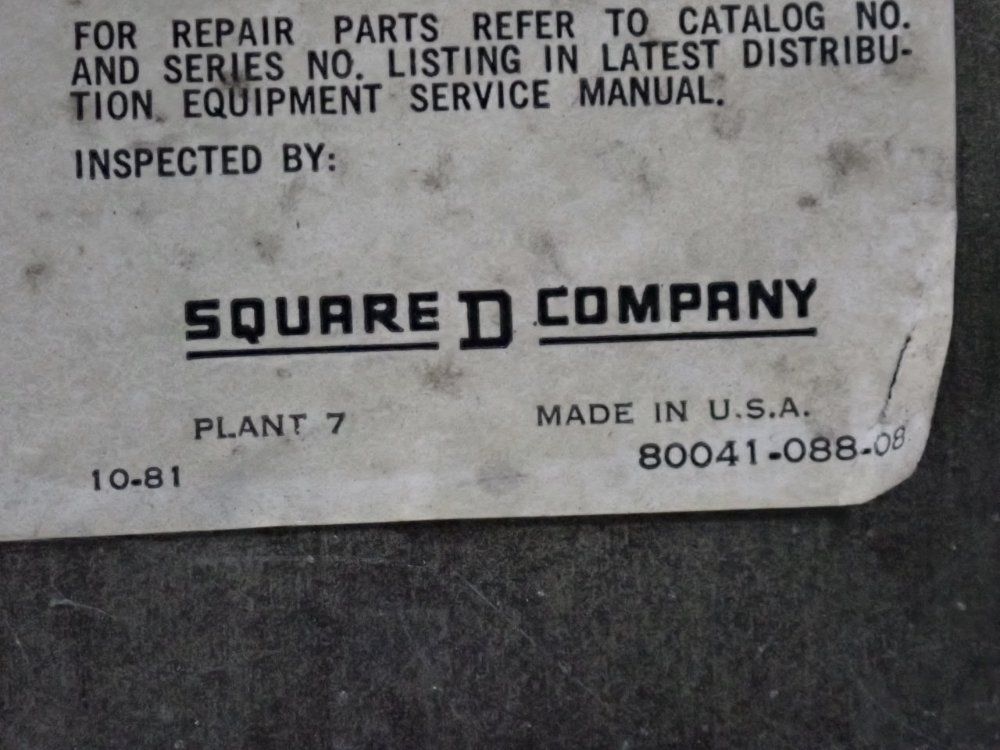 FOR REPAIR PARTS REFER TO CATALOG NO.
AND SERIES NO. LISTING IN LATEST DISTRIBU-
TION EQUIPMENT SERVICE MANUAL.
INSPECTED BY:
SQUARE D COMPANY
PLANT 7 MADE IN U.S.A.
10-81 80041-088-08